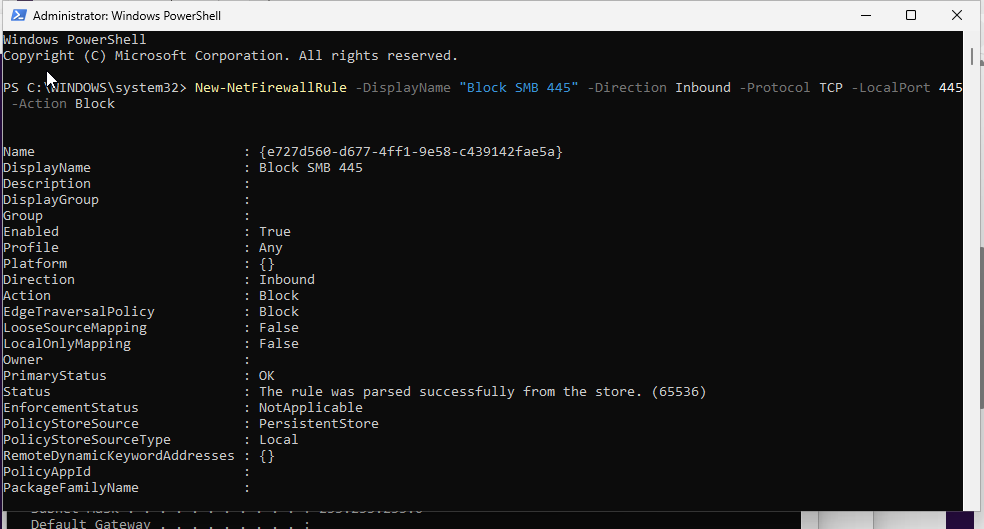 Administrator: Windows PowerShell
Windows PowerShell
Copyright (C) Microsoft Corporation. All rights reserved.
PS C:\WINDOWS\system32> New-NetFirewallRule -DisplayName "Block SMB 445" -Direction Inbound -Protocol TCP -LocalPort 445
-Action Block
Name : {e727d560-d677-4ff1-9e58-c439142fae5a}
DisplayName : Block SMB 445
Description :
DisplayGroup :
Group :
Enabled : True
Profile : Any
Platform : {}
Direction : Inbound
Action : Block
EdgeTraversalPolicy : Block
LooseSourceMapping : False
LocalOnlyMapping : False
Owner :
PrimaryStatus : OK
Status : The rule was parsed successfully from the store. (65536)
EnforcementStatus : NotApplicable
PolicyStoreSource : PersistentStore
PolicyStoreSourceType : Local
RemoteDynamicKeywordAddresses : {}
PolicyAppId :
PackageFamilyName :
Default Gateway . . . . . . . . . :